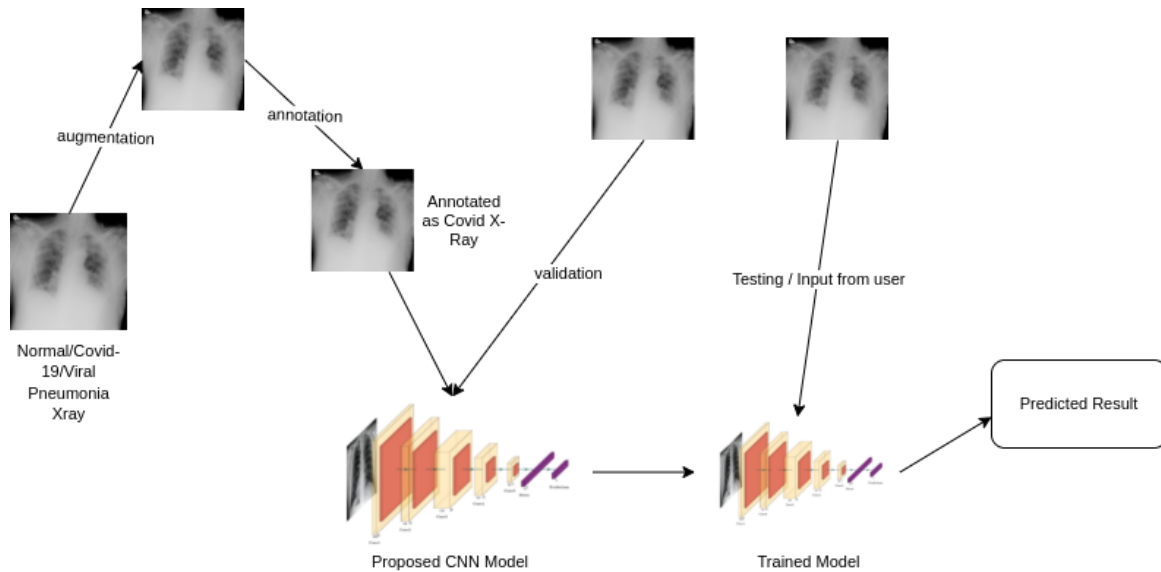 augmentation
annotation
Annotated
as Covid X-
Ray
validation
Testing / Input from user
Normal/Covid-
19/Viral
Pneumonia
Xray
Predicted Result
Proposed CNN Model
Trained Model